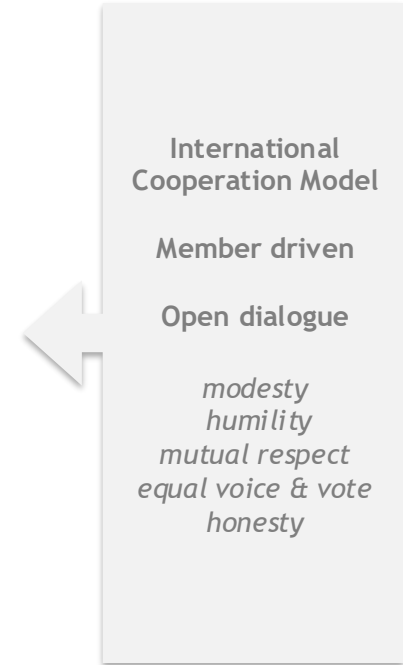 International
Cooperation Model
Member driven
Open dialogue
modesty
humility
mutual respect
equal voice & vote
honesty